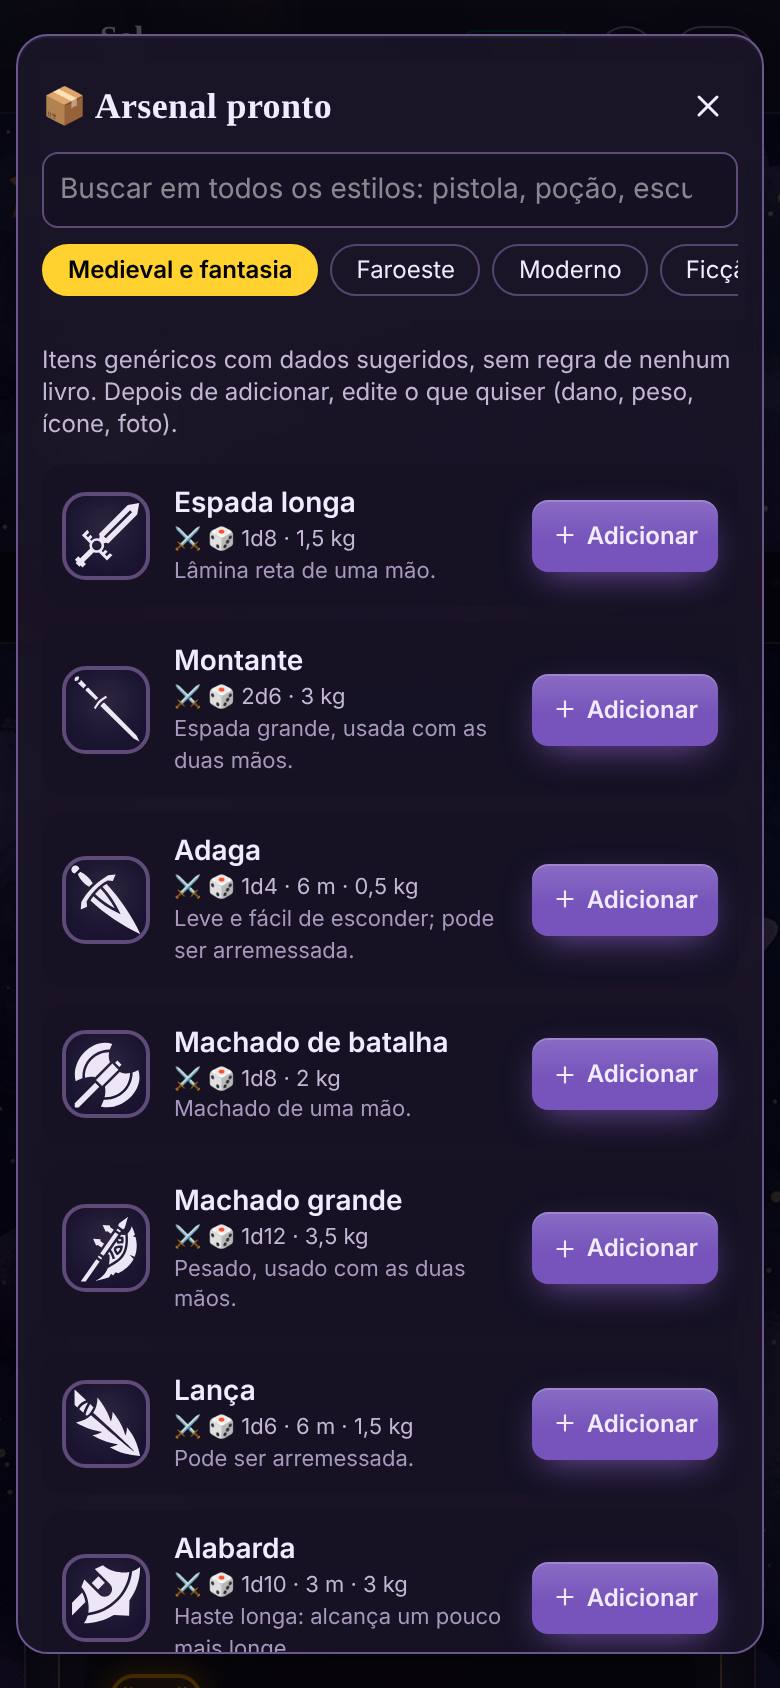 Arsenal pronto
Buscar em todos os estilos: pistola, poção, escu
Medieval e fantasia
Faroeste
Moderno
Ficçã
Itens genéricos com dados sugeridos, sem regra de nenhum
livro. Depois de adicionar, edite o que quiser (dano, peso,
ícone, foto).
Espada longa
1d8 · 1,5 kg
Lâmina reta de uma mão.
+ Adicionar
Montante
2d6 · 3 kg
Espada grande, usada com as
duas mãos.
+ Adicionar
Adaga
1d4 · 6 m · 0,5 kg
Leve e fácil de esconder; pode
ser arremessada.
+ Adicionar
Machado de batalha
1d8 · 2 kg
Machado de uma mão.
+ Adicionar
Machado grande
1d12 · 3,5 kg
Pesado, usado com as duas
mãos.
+ Adicionar
Lança
1d6 · 6 m · 1,5 kg
Pode ser arremessada.
+ Adicionar
Alabarda
1d10 · 3 m · 3 kg
Haste longa: alcança um pouco
mais longe
+ Adicionar